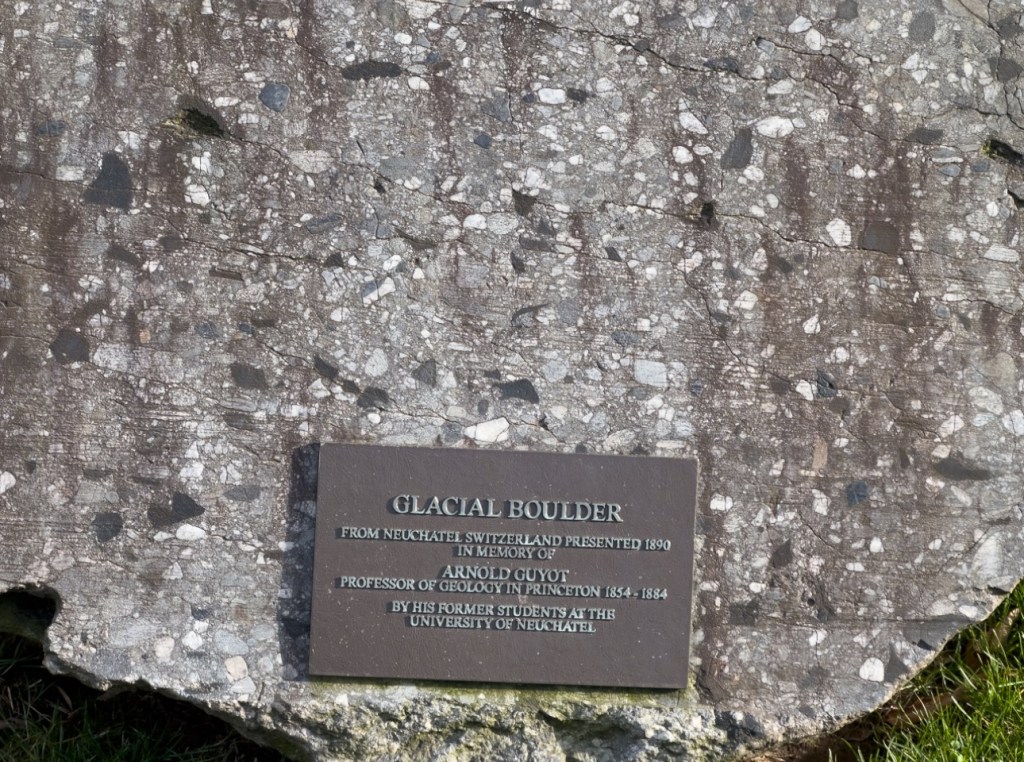 GLACIAL BOULDER
FROM NEUCHATEL SWITZERLAND PRESENTED 1890
IN MEMORY OF
ARNOLD GUYOT
PROFESSOR OF GEOLOGY IN PRINCETON 1854 - 1884
BY HIS FORMER STUDENTS AT THE
UNIVERSITY OF NEUCHATEL